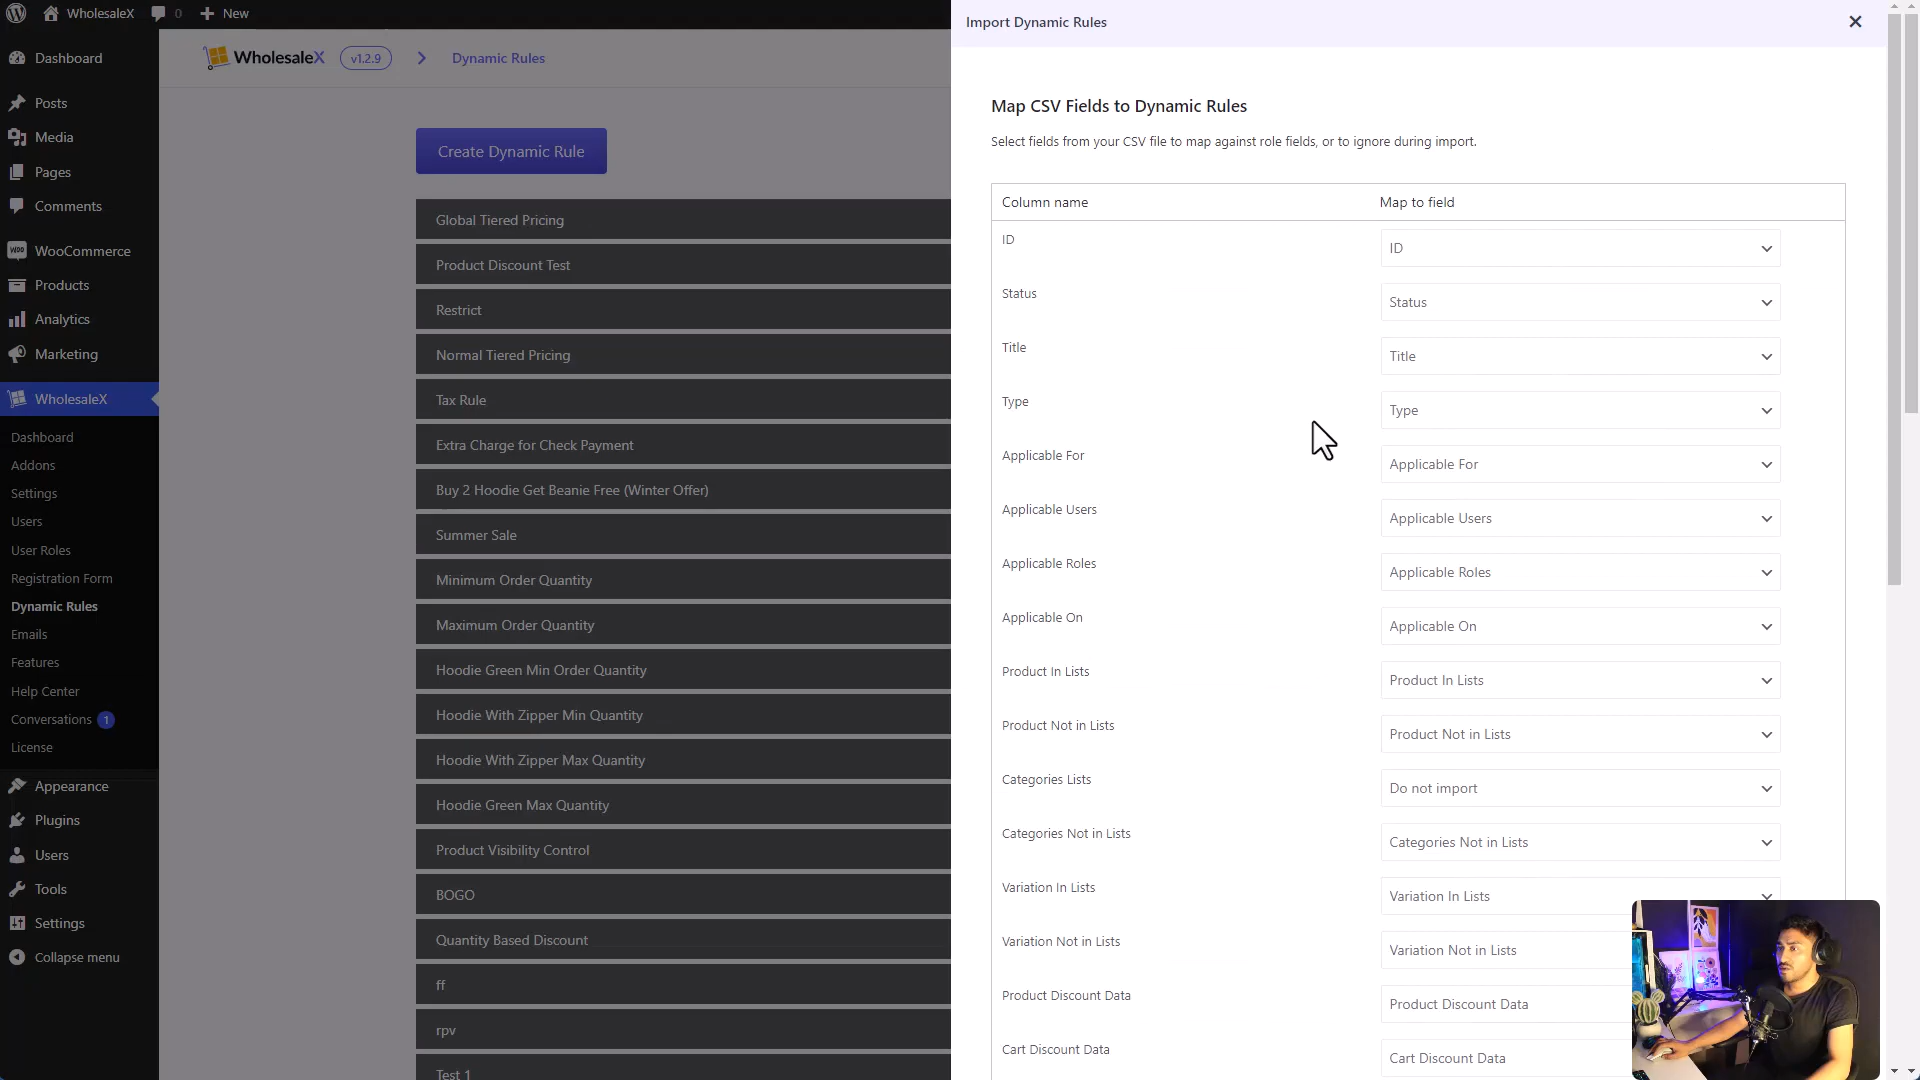 WholesaleX
0
New
Import Dynamic Rules
Dashboard
Posts
Media
Pages
Comments
WooCommerce
Products
Analytics
Marketing
WholesaleX
Dashboard
Addons
Settings
Users
User Roles
Registration Form
Dynamic Rules
Emails
Features
Help Center
Conversations 1
License
Appearance
Plugins
Users
Tools
Settings
Collapse menu
WholesaleX
v1.2.9
Dynamic Rules
Create Dynamic Rule
Global Tiered Pricing
Product Discount Test
Restrict
Normal Tiered Pricing
Tax Rule
Extra Charge for Check Payment
Buy 2 Hoodie Get Beanie Free (Winter Offer)
Summer Sale
Minimum Order Quantity
Maximum Order Quantity
Hoodie Green Min Order Quantity
Hoodie With Zipper Min Quantity
Hoodie With Zipper Max Quantity
Hoodie Green Max Quantity
Product Visibility Control
BOGO
Quantity Based Discount
ff
rpv
Test 1
Map CSV Fields to Dynamic Rules
Select fields from your CSV file to map against role fields, or to ignore during import.
Column name Map to field
ID ID
Status Status
Title Title
Type Type
Applicable For Applicable For
Applicable Users Applicable Users
Applicable Roles Applicable Roles
Applicable On Applicable On
Product In Lists Product In Lists
Product Not in Lists Product Not in Lists
Categories Lists Do not import
Categories Not in Lists Categories Not in Lists
Variation In Lists Variation In Lists
Variation Not in Lists Variation Not in Lists
Product Discount Data Product Discount Data
Cart Discount Data Cart Discount Data